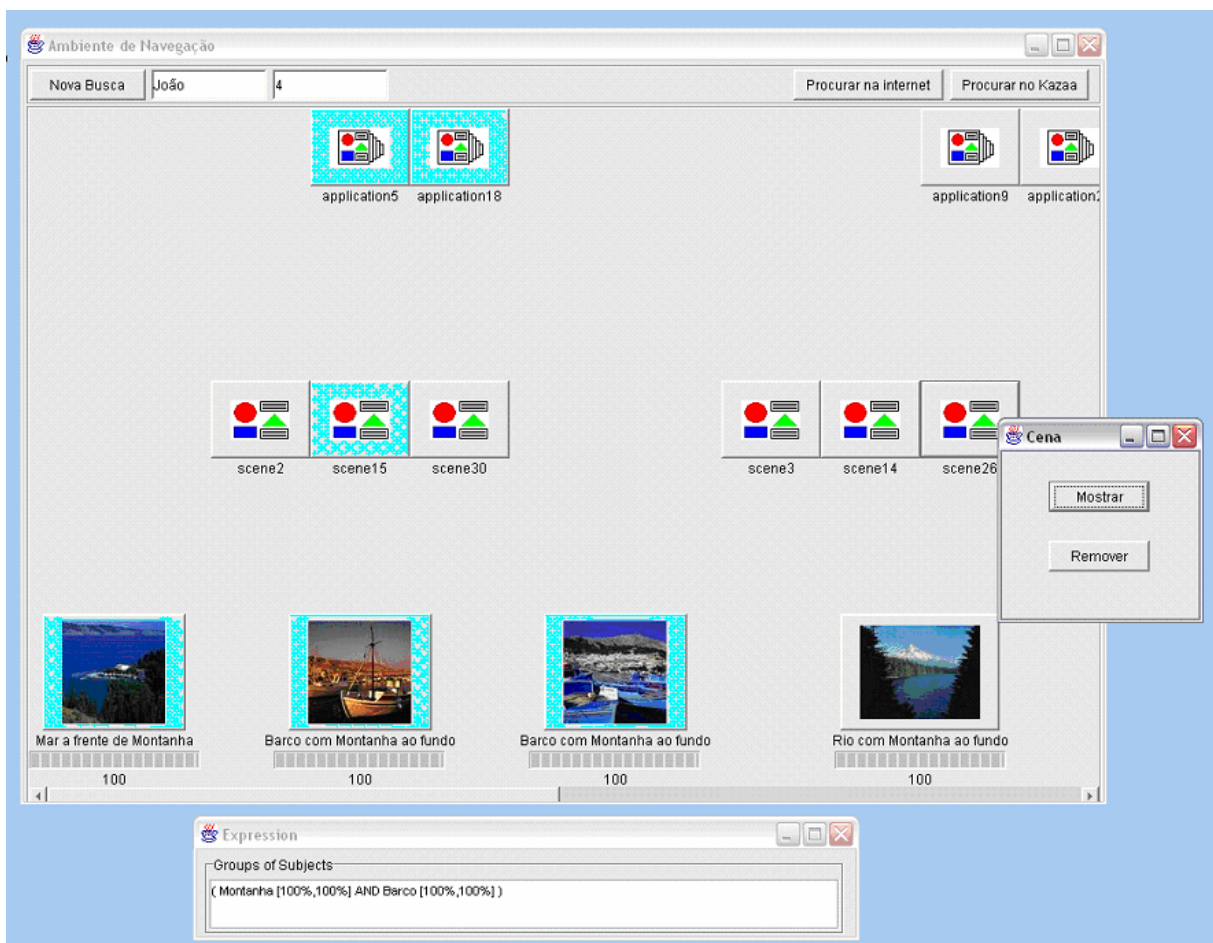 Ambiente de Navegação
Nova Busca João 4 Procurar na internet Procurar no Kazaa
application5 application18 application9 application
scene2 scene15 scene30 scene3 scene14 scene26
Cena
Mostrar
Remover
Mar a frente de Montanha Barco com Montanha ao fundo Barco com Montanha ao fundo Rio com Montanha ao fundo
100 100 100 100
Expression
Groups of Subjects
( Montanha [100%,100%] AND Barco [100%,100%] )